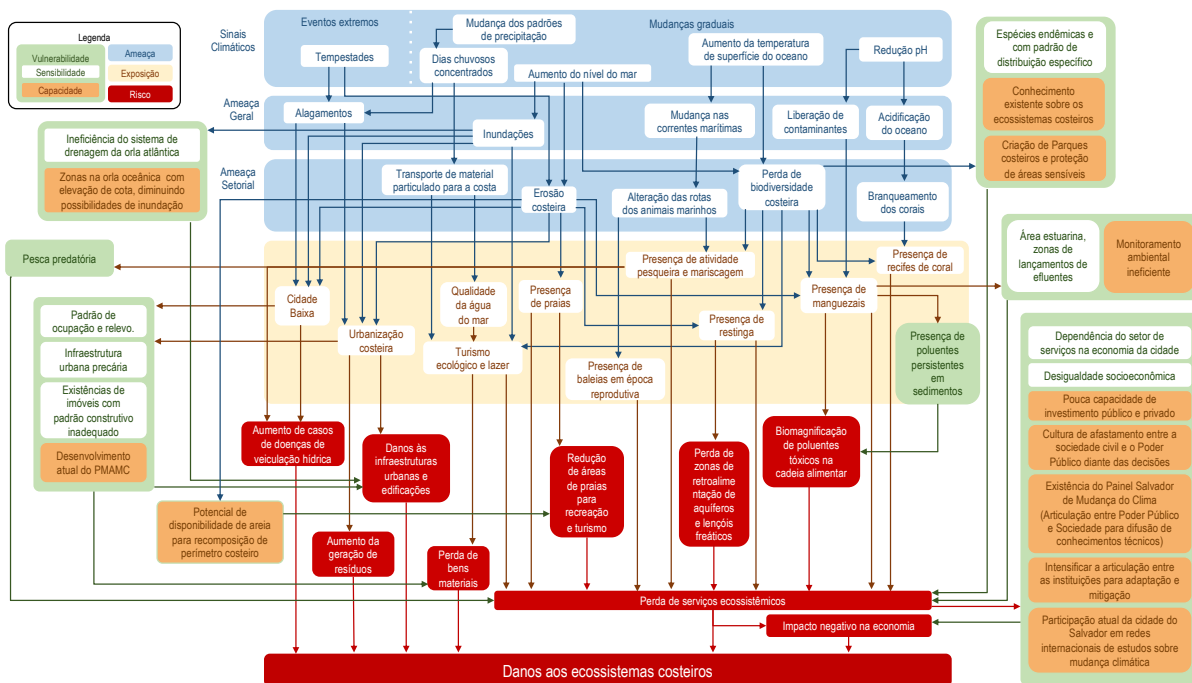 Legenda
Vulnerabilidade
Sensibilidade
Capacidade
Ameaça
Exposição
Risco
Sinais
Climáticos
Eventos extremos
Mudanças graduais
Mudança dos padrões
de precipitação
Tempestades
Dias chuvosos
concentrados
Aumento do nível do mar
Aumento da temperatura
de superfície do oceano
Redução pH
Espécies endêmicas e
com padrão de
distribuição específico
Conhecimento
existente sobre os
ecossistemas costeiros
Criação de Parques
costeiros e proteção
de áreas sensíveis
Ameaça
Geral
Alagamentos
Inundações
Mudança nas
correntes marítimas
Liberação de
contaminantes
Acidificação
do oceano
Ineficiência do sistema de
drenagem da orla atlântica
Zonas na orla oceânica com
elevação de cota, diminuindo
possibilidades de inundação
Ameaça
Setorial
Transporte de material
particulado para a costa
Erosão
costeira
Alteração das rotas
dos animais marinhos
Perda de
biodiversidade
costeira
Branqueamento
dos corais
Área estuarina,
zonas de
lançamentos de
efluentes
Monitoramento
ambiental
ineficiente
Pesca predatória
Presença de atividade
pesqueira e mariscagem
Presença de
recifes de coral
Cidade
Baixa
Qualidade
da água
do mar
Presença
de praias
Presença de
manguezais
Urbanização
costeira
Turismo
ecológico e lazer
Presença de
restinga
Presença de
baleias em época
reprodutiva
Presença de
poluentes
persistentes
em
sedimentos
Padrão de
ocupação e relevo.
Infraestrutura
urbana precária
Existências de
imóveis com
padrão construtivo
inadequado
Desenvolvimento
atual do PMAMC
Dependência do setor de
serviços na economia da cidade
Desigualdade socioeconômica
Pouca capacidade de
investimento público e privado
Cultura de afastamento entre a
sociedade civil e o Poder
Público diante das decisões
Existência do Painel Salvador
de Mudança do Clima
(Articulação entre Poder Público
e Sociedade para difusão de
conhecimentos técnicos)
Intensificar a articulação entre
as instituições para adaptação e
mitigação
Participação atual da cidade do
Salvador em redes
internacionais de estudos sobre
mudança climática
Aumento de casos
de doenças de
veiculação hídrica
Danos às
infraestruturas
urbanas e
edificações
Redução
de áreas
de praias
para
recreação
e turismo
Perda de
zonas de
retroalime
ntação de
aquíferos
e lençóis
freáticos
Biomagnificação
de poluentes
tóxicos na
cadeia alimentar
Potencial de
disponibilidade de areia
para recomposição de
perímetro costeiro
Aumento da
geração de
resíduos
Perda de
bens
materiais
Perda de serviços ecossistêmicos
Impacto negativo na economia
Danos aos ecossistemas costeiros